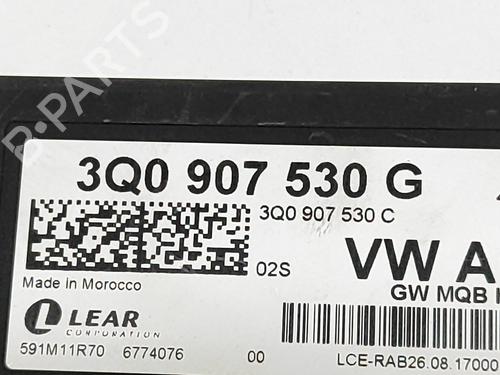 3Q0 907 530 G
3Q0 907 530 C
02S
VW A
Made in Morocco
GW MQB
LEAR
CORPORATION
591M11R70 6774076 00
LCE-RAB26.08.17000
B-PARTS